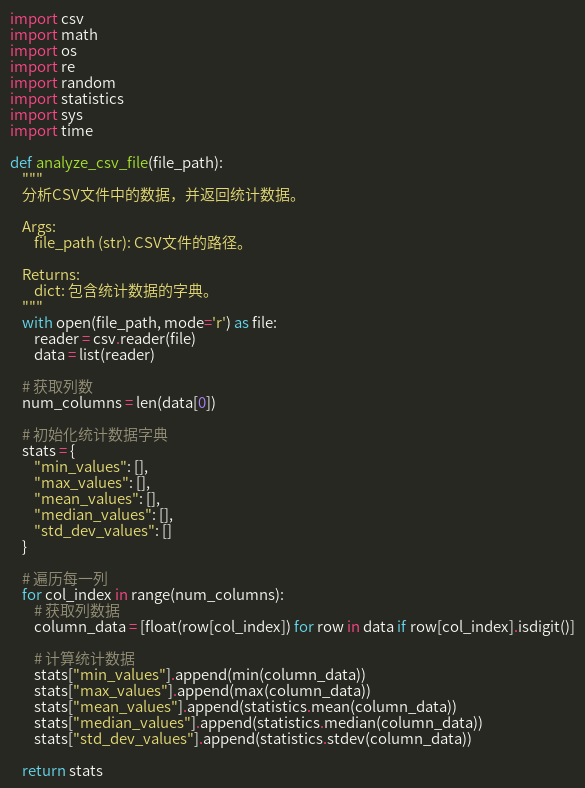 import csv
import math
import os
import re
import random
import statistics
import sys
import time

def analyze_csv_file(file_path):
    """
    分析CSV文件中的数据，并返回统计数据。

    Args:
        file_path (str): CSV文件的路径。

    Returns:
        dict: 包含统计数据的字典。
    """
    with open(file_path, mode='r') as file:
        reader = csv.reader(file)
        data = list(reader)

    # 获取列数
    num_columns = len(data[0])

    # 初始化统计数据字典
    stats = {
        "min_values": [],
        "max_values": [],
        "mean_values": [],
        "median_values": [],
        "std_dev_values": []
    }

    # 遍历每一列
    for col_index in range(num_columns):
        # 获取列数据
        column_data = [float(row[col_index]) for row in data if row[col_index].isdigit()]

        # 计算统计数据
        stats["min_values"].append(min(column_data))
        stats["max_values"].append(max(column_data))
        stats["mean_values"].append(statistics.mean(column_data))
        stats["median_values"].append(statistics.median(column_data))
        stats["std_dev_values"].append(statistics.stdev(column_data))

    return stats